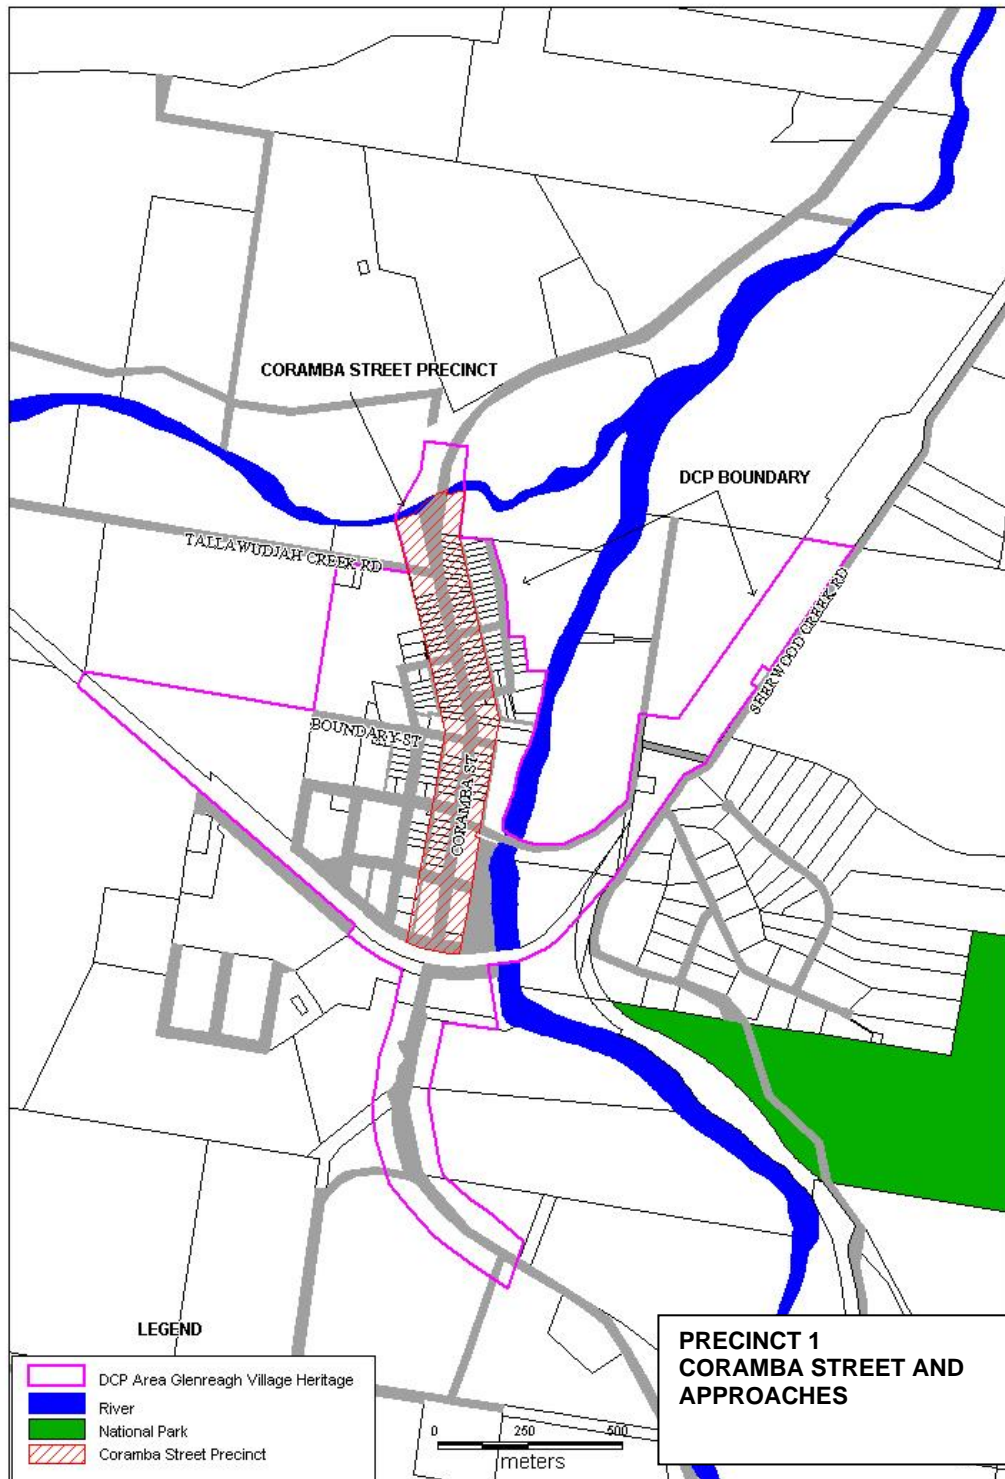 CORAMBA STREET PRECINCT
DCP BOUNDARY
TALLAWUDJAH CREEK RD
SHERWOOD CREEK RD
BOUNDARY ST
CORAMBA ST
LEGEND
DCP Area Glenreagh Village Heritage
River
National Park
Coramba Street Precinct
0 250 500
meters
PRECINCT 1
CORAMBA STREET AND
APPROACHES